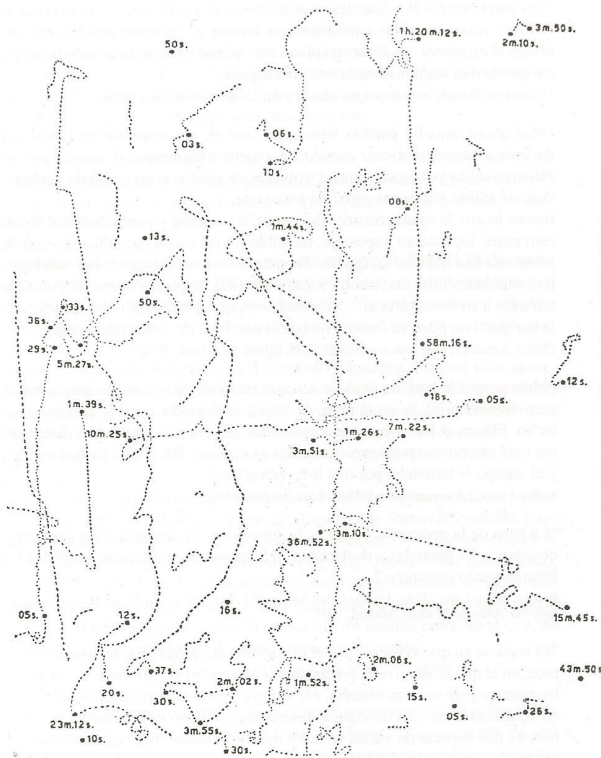 50s.
1h.20m.12s.
3m.50s.
2m.10s.
03s.
06s.
10s.
08s.
13s.
1m.44s.
50s.
33s.
36s.
29s.
5m.27s.
58m.16s.
12s.
18s.
05s.
1m.39s.
10m.25s.
3m.51s.
1m.26s.
7m.22s.
36m.52s.
3m.10s.
05s.
12s.
16s.
15m.45s.
37s.
2m.06s.
43m.50s
20s.
30s.
2m.02s.
1m.52s.
15s.
05s.
26s.
23m.12s.
10s.
3m.55s.
30s.